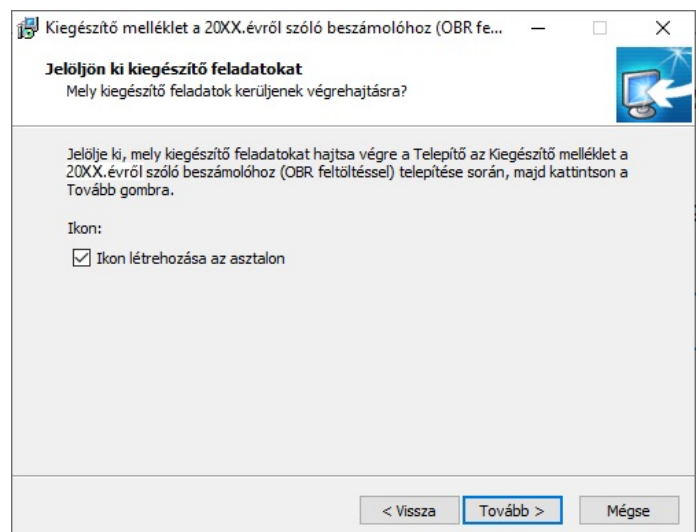 Kiegészítő melléklet a 20XX.évről szóló beszámolóhoz (OBR fe...
Jelöljön ki kiegészítő feladatokat
Mely kiegészítő feladatok kerüljenek végrehajtásra?
Jelölje ki, mely kiegészítő feladatokat hajtsa végre a Telepítő az Kiegészítő melléklet a
20XX.évről szóló beszámolóhoz (OBR feltöltéssel) telepítése során, majd kattintson a
Tovább gombra.
Ikon:
Ikon létrehozása az asztalon
< Vissza
Tovább >
Mégse